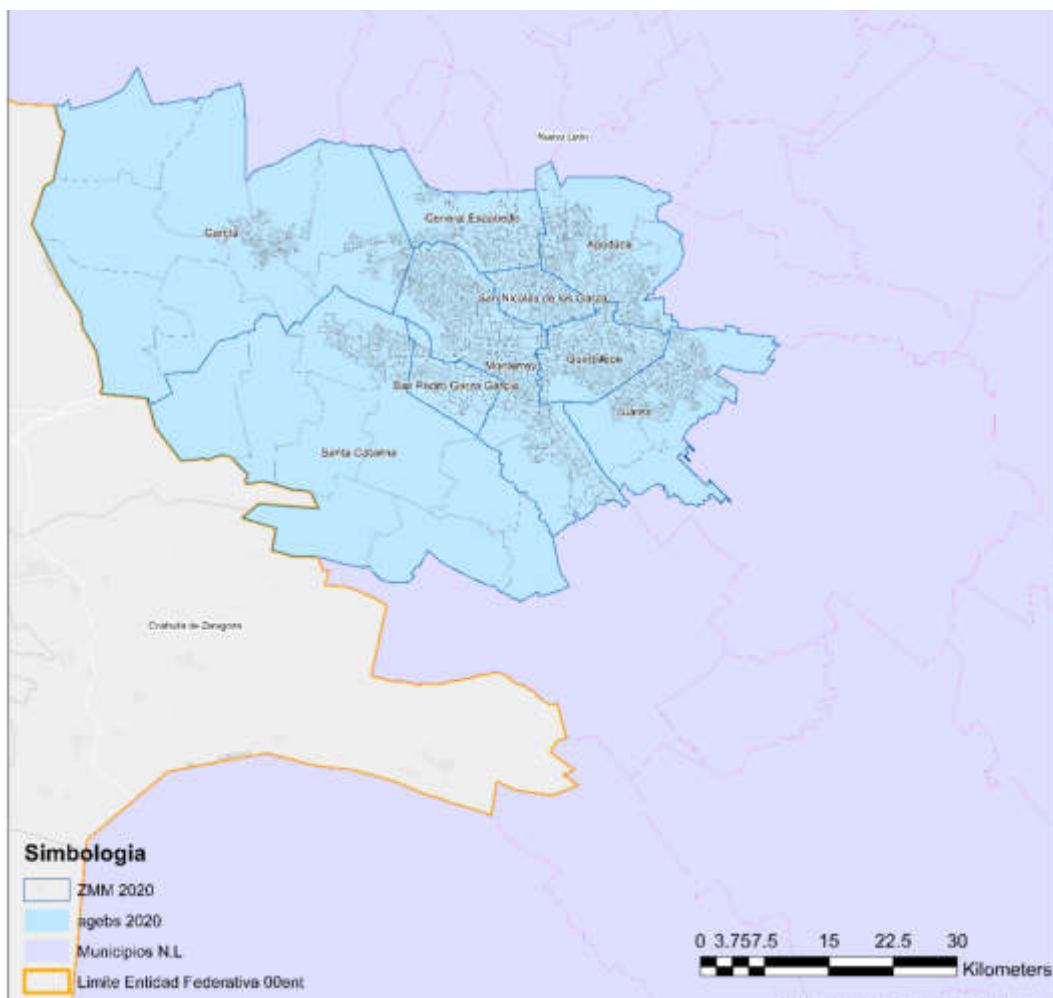 Nuevo León
General Escobedo
García
Apodaca
San Nicolás de los Garza
Monterrey
Guadalupe
San Pedro Garza García
Juárez
Santa Catarina
Coahuila de Zaragoza
Simbologia
ZMM 2020
agebs 2020
Municipios N.L
Limite Entidad Federativa 00ent
0 3.757.5 15 22.5 30
Kilometers